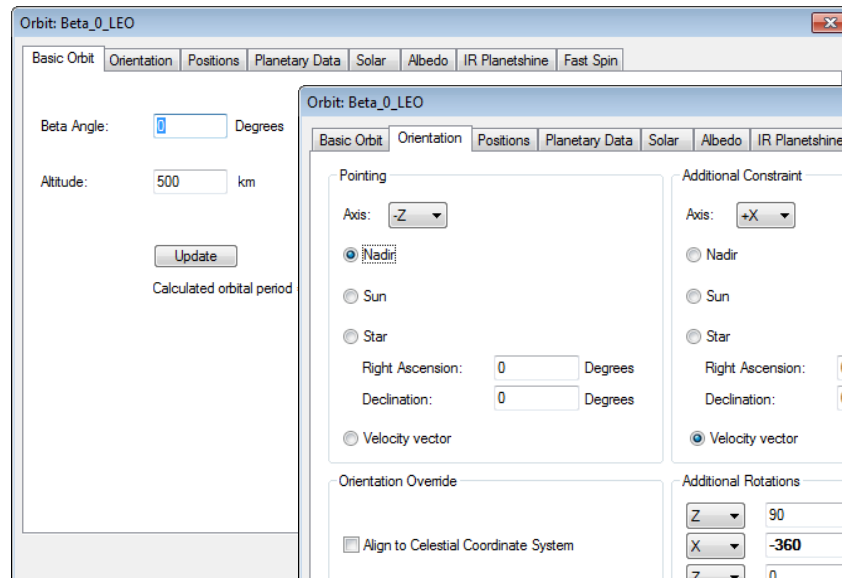 Orbit: Beta_0_LEO
Basic Orbit Orientation Positions Planetary Data Solar Albedo IR Planetshine Fast Spin
Beta Angle: 0 Degrees
Altitude: 500 km
Update
Calculated orbital period
Orbit: Beta_0_LEO
Basic Orbit Orientation Positions Planetary Data Solar Albedo IR Planetshine
Pointing
Axis: -Z
Nadir
Sun
Star
Right Ascension: 0 Degrees
Declination: 0 Degrees
Velocity vector
Additional Constraint
Axis: +X
Nadir
Sun
Star
Right Ascension:
Declination:
Velocity vector
Orientation Override
Align to Celestial Coordinate System
Additional Rotations
Z 90
X -360
Z 0